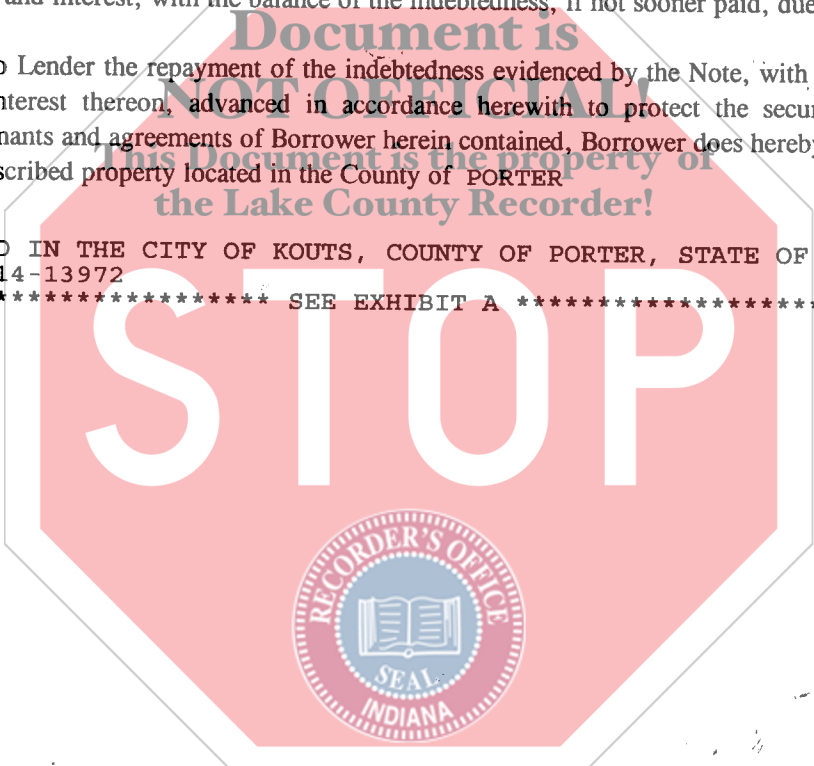 and interest, with the balance of the indebtedness, if not sooner paid, due
Document is
Lender the repayment of the indebtedness evidenced by the Note, with
NOT OFFICIAL!
interest thereon, advanced in accordance herewith to protect the
and agreements of Borrower herein contained, Borrower does hereby
This Document is the property of
property located in the County of PORTER
the Lake County Recorder!
IN THE CITY OF KOUTS, COUNTY OF PORTER, STATE OF
14-13972
***************** SEE EXHIBIT A *******************
STOP
RECORDER'S OFFICE
SEAL
INDIANA